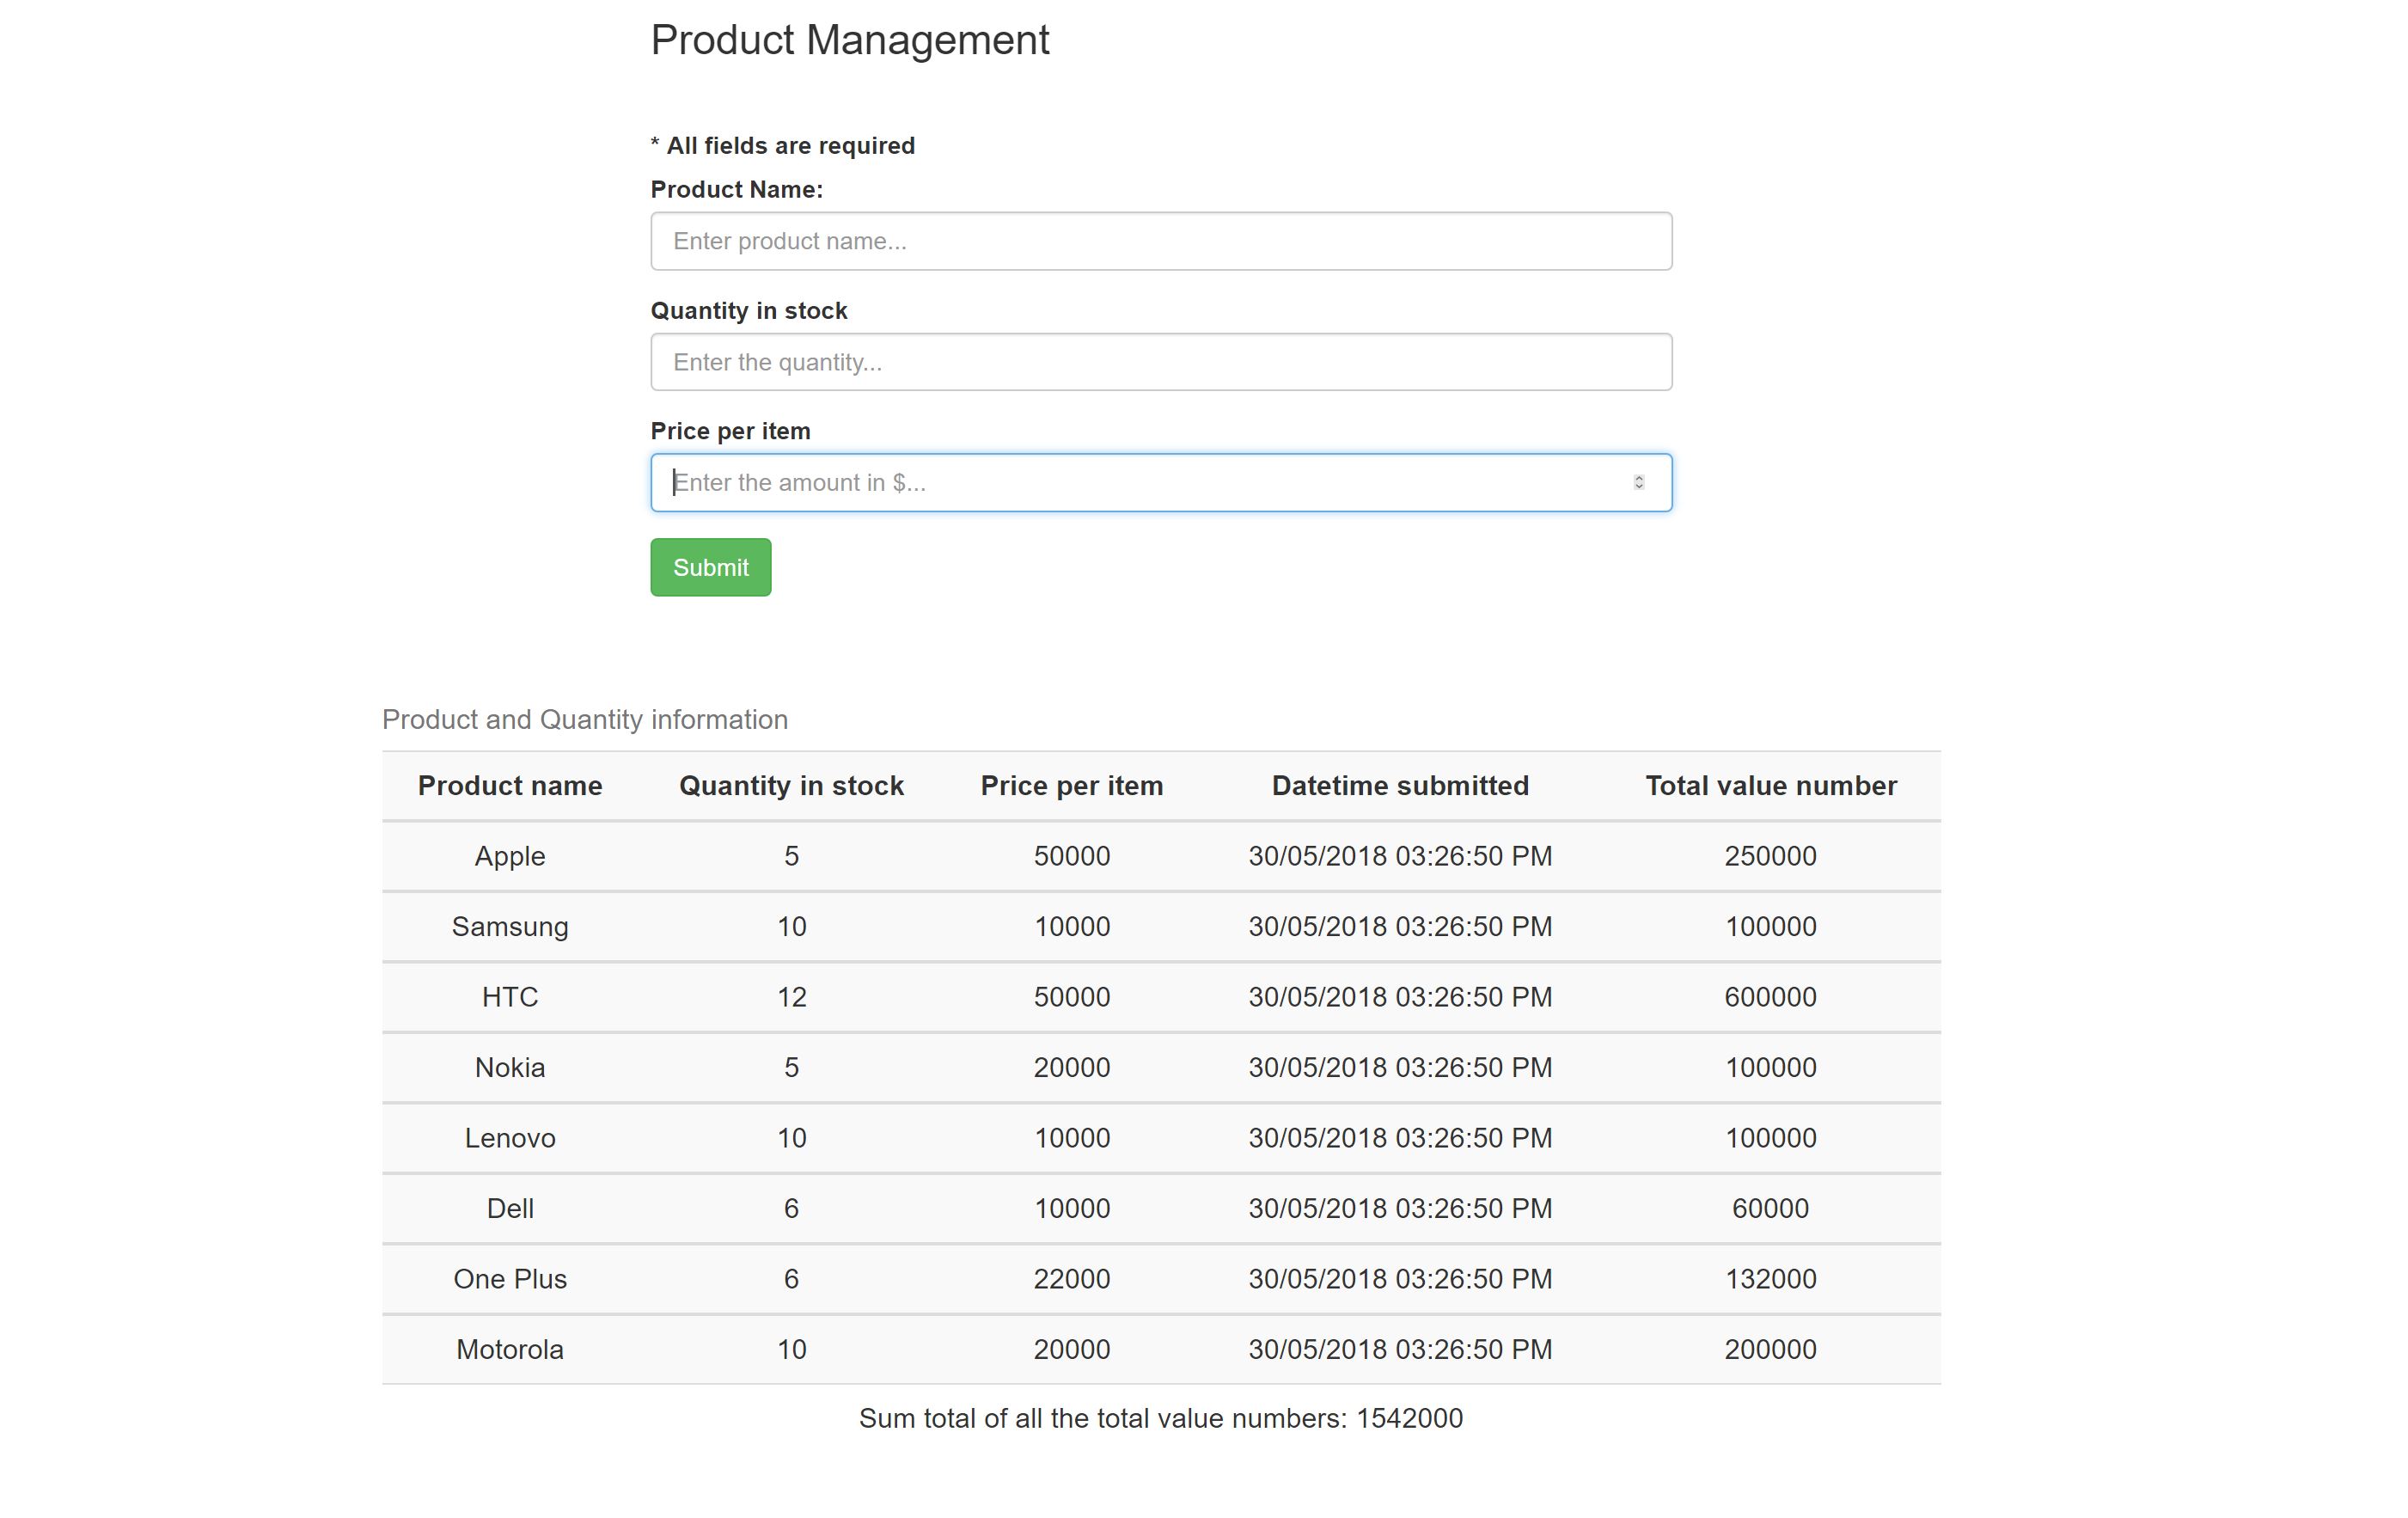 Product Management
* All fields are required
Product Name:
Enter product name...
Quantity in stock
Enter the quantity...
Price per item
Enter the amount in $...
Submit
Product and Quantity information
Product name Quantity in stock Price per item Datetime submitted Total value number
Apple 5 50000 30/05/2018 03:26:50 PM 250000
Samsung 10 10000 30/05/2018 03:26:50 PM 100000
HTC 12 50000 30/05/2018 03:26:50 PM 600000
Nokia 5 20000 30/05/2018 03:26:50 PM 100000
Lenovo 10 10000 30/05/2018 03:26:50 PM 100000
Dell 6 10000 30/05/2018 03:26:50 PM 60000
One Plus 6 22000 30/05/2018 03:26:50 PM 132000
Motorola 10 20000 30/05/2018 03:26:50 PM 200000
Sum total of all the total value numbers: 1542000